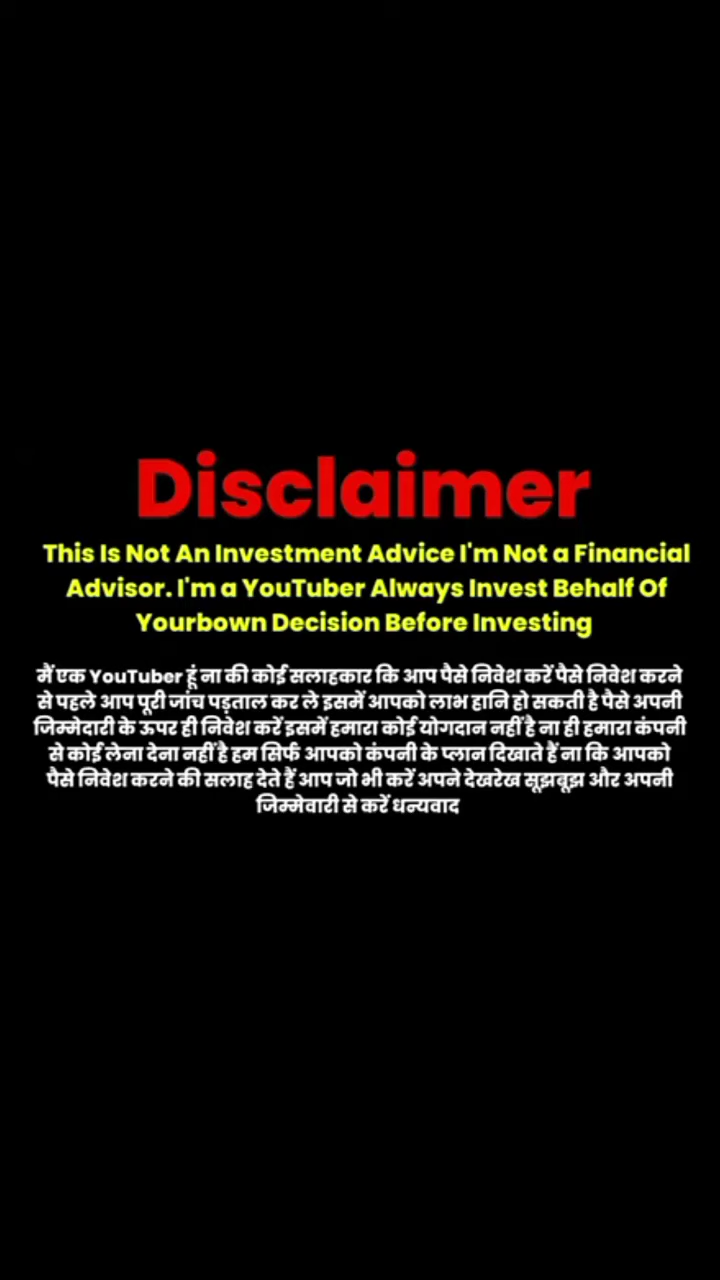 Disclaimer
This Is Not An Investment Advice I'm Not a Financial
Advisor. I'm a YouTuber Always Invest Behalf Of
Yourbown Decision Before Investing
मैं एक YouTuber हूं ना की कोई सलाहकार कि आप पैसे निवेश करें पैसे निवेश करने
से पहले आप पूरी जांच पड़ताल कर ले इसमें आपको लाभ हानि हो सकती है पैसे अपनी
जिम्मेदारी के ऊपर ही निवेश करें इसमें हमारा कोई योगदान नहीं है ना ही हमारा कंपनी
से कोई लेना देना नहीं है हम सिर्फ आपको कंपनी के प्लान दिखाते हैं ना कि आपको
पैसे निवेश करने की सलाह देते हैं आप जो भी करें अपने देखरेख सूझबूझ और अपनी
जिम्मेवारी से करें धन्यवाद